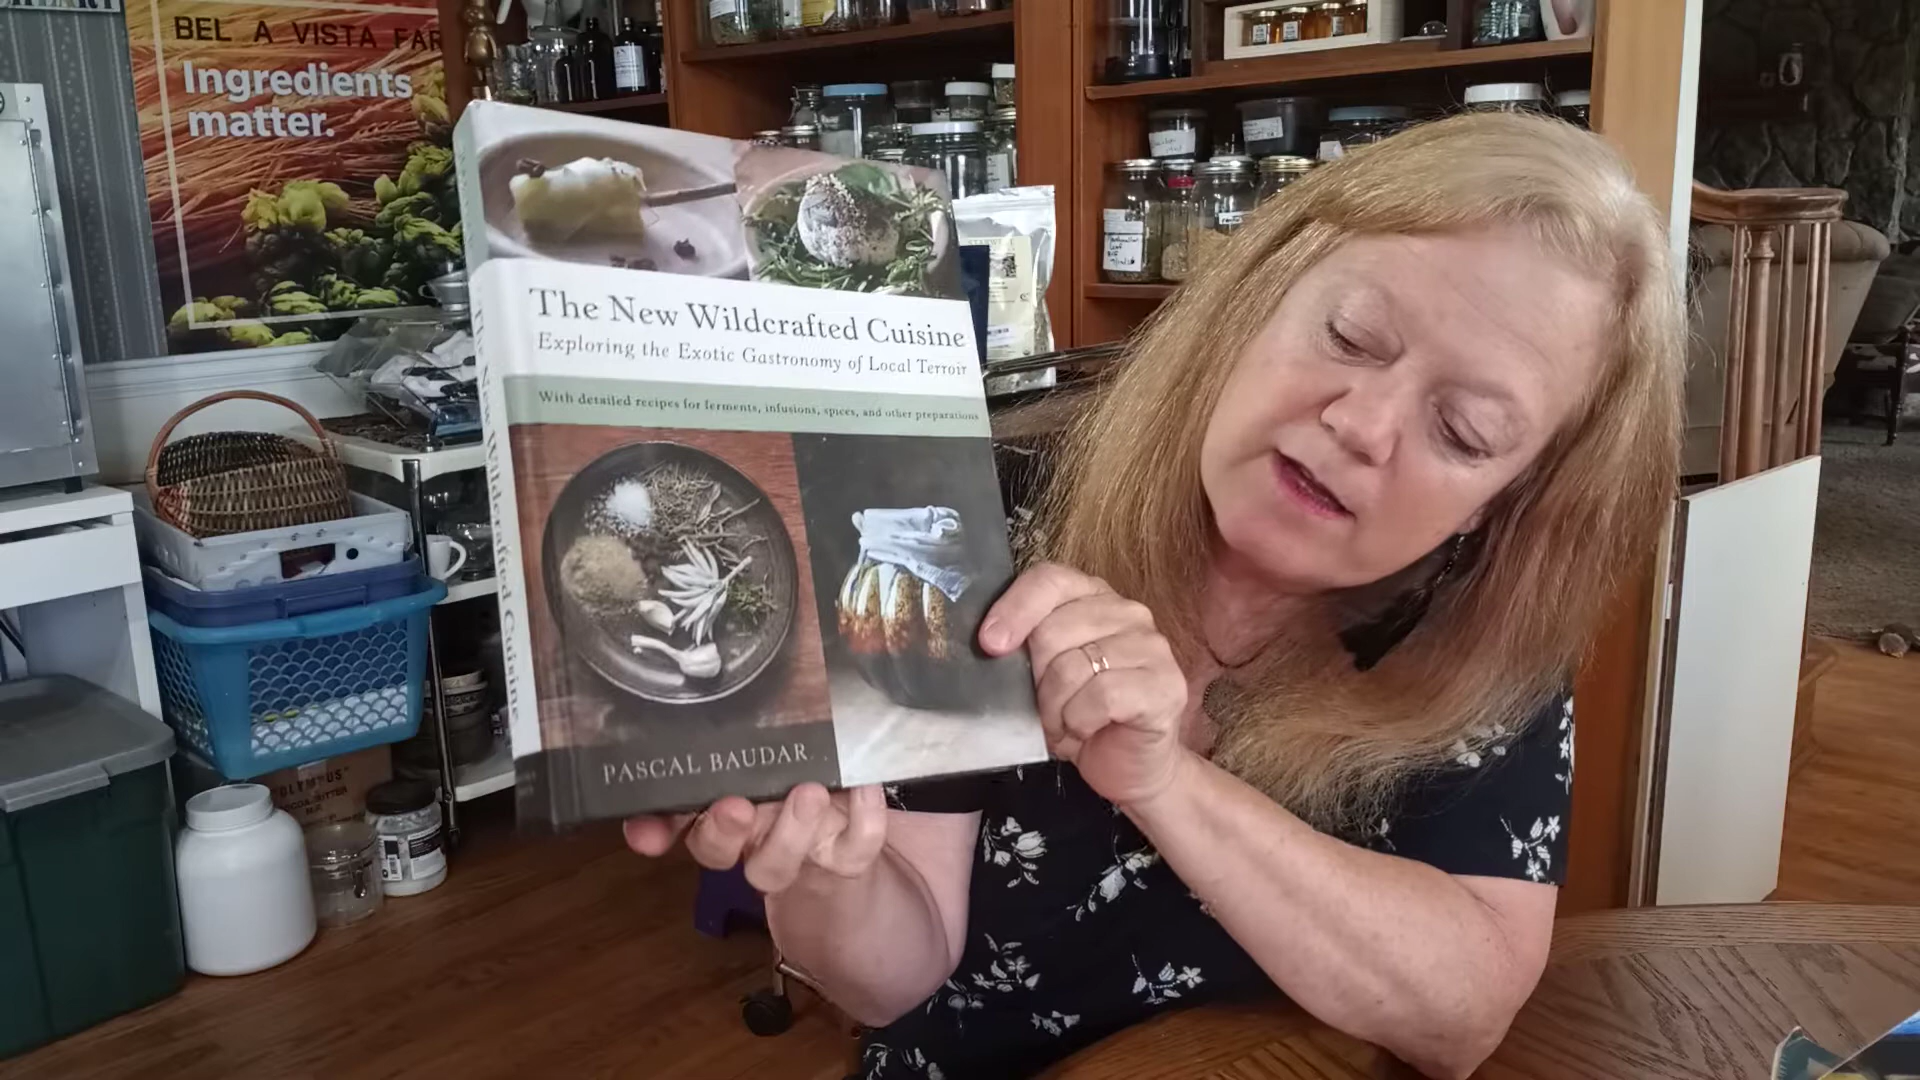 BEL A VISTA FAR
Ingredients
matter.
The New Wildcrafted Cuisine
Exploring the Exotic Gastronomy of Local Terroir
With detailed recipes for ferments, infusions, spices, and other preparations
PASCAL BAUDAR
The New Wildcrafted Cuisine